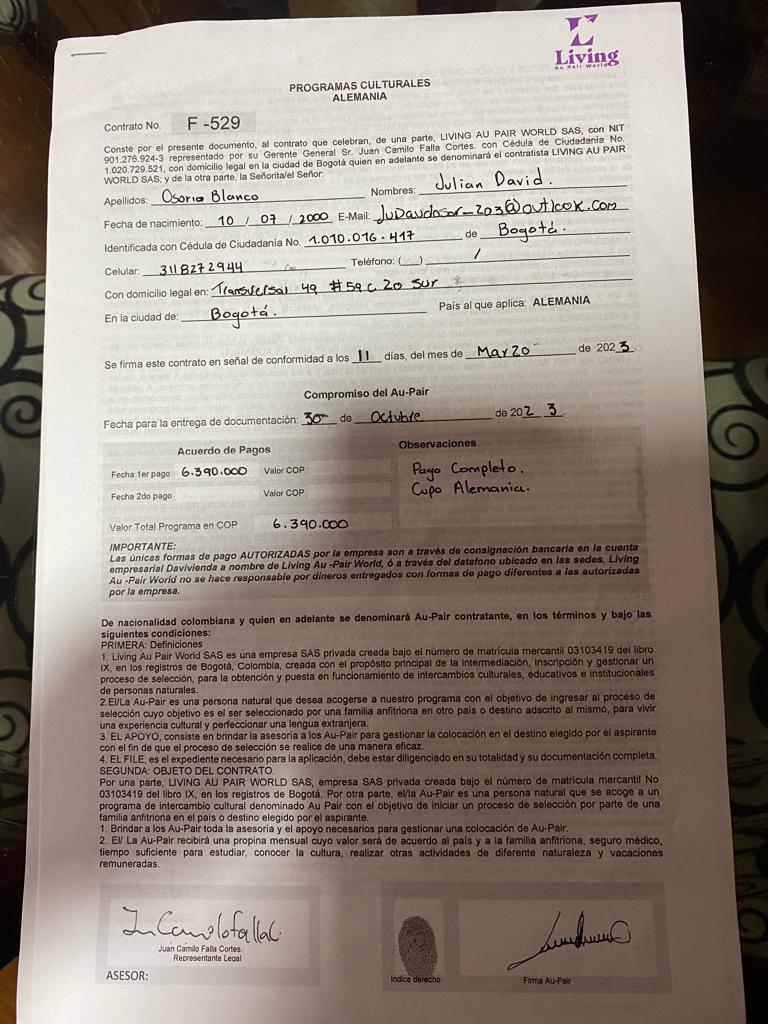 Living
Au Pair World
PROGRAMAS CULTURALES
ALEMANIA
Contrato No. F -529
Conste por el presente documento, al contrato que celebran, de una parte, LIVING AU PAIR WORLD SAS, con NIT
901.276.924-3 representado por su Gerente General Sr. Juan Camilo Falla Cortes. con Cédula de Ciudadanía No.
1.020.729.521, con domicilio legal en la ciudad de Bogotá quien en adelante se denominará el contratista LIVING AU PAIR
WORLD SAS; y de la otra parte, la Señorita/el Señor:
Apellidos: Osorio Blanco Nombres: Julian David.
Fecha de nacimiento: 10 / 07 / 2000 E-Mail: @outlook.com
Identificada con Cédula de Ciudadanía No. 1.010.016.417 de Bogotá.
Celular: 3118272944 Teléfono: (__) /
Con domicilio legal en: Transversal 49 #59 c 20 sur
En la ciudad de: Bogotá. País al que aplica: ALEMANIA
Se firma este contrato en señal de conformidad a los 11 días, del mes de Marzo de 2023.
Compromiso del Au-Pair
Fecha para la entrega de documentación: 30 de Octubre de 2023.
Acuerdo de Pagos
Observaciones
Fecha 1er pago 6.390.000 Valor COP
Pago Completo.
Cupo Alemania.
Fecha 2do pago Valor COP
Valor Total Programa en COP 6.390.000
IMPORTANTE:
Las únicas formas de pago AUTORIZADAS por la empresa son a través de consignación bancaria en la cuenta
empresarial Davivienda a nombre de Living Au -Pair World, ó a través del datafono ubicado en las sedes. Living
Au -Pair World no se hace responsable por dineros entregados con formas de pago diferentes a las autorizadas
por la empresa.
De nacionalidad colombiana y quien en adelante se denominará Au-Pair contratante, en los términos y bajo las
siguientes condiciones:
PRIMERA: Definiciones
1. Living Au Pair World SAS es una empresa SAS privada creada bajo el número de matrícula mercantil 03103419 del libro
IX, en los registros de Bogotá, Colombia, creada con el propósito principal de la Intermediación, Inscripción y gestionar un
proceso de selección, para la obtención y puesta en funcionamiento de intercambios culturales, educativos e institucionales
de personas naturales.
2.El/La Au-Pair es una persona natural que desea acogerse a nuestro programa con el objetivo de ingresar al proceso de
selección cuyo objetivo es el ser seleccionado por una familia anfitriona en otro país o destino adscrito al mismo, para vivir
una experiencia cultural y perfeccionar una lengua extranjera.
3. EL APOYO, consiste en brindar la asesoría a los Au-Pair para gestionar la colocación en el destino elegido por el aspirante
con el fin de que el proceso de selección se realice de una manera eficaz.
4. EL FILE, es el expediente necesario para la aplicación, debe estar diligenciado en su totalidad y su documentación completa.
SEGUNDA: OBJETO DEL CONTRATO.
Por una parte, LIVING AU PAIR WORLD SAS, empresa SAS privada creada bajo el número de matrícula mercantil No
03103419 del libro IX, en los registros de Bogotá. Por otra parte, el/la Au-Pair es una persona natural que se acoge a un
programa de intercambio cultural denominado Au Pair con el objetivo de iniciar un proceso de selección por parte de una
familia anfitriona en el país o destino elegido por el aspirante.
1. Brindar a los Au-Pair toda la asesoría y el apoyo necesarios para gestionar una colocación de Au-Pair.
2. El/ La Au-Pair recibirá una propina mensual cuyo valor será de acuerdo al país y a la familia anfitriona, seguro médico,
tiempo suficiente para estudiar, conocer la cultura, realizar otras actividades de diferente naturaleza y vacaciones
remuneradas.
Juan Camilo Falla Cortes.
Representante Legal
ASESOR:
Indice derecho
Firma Au-Pair